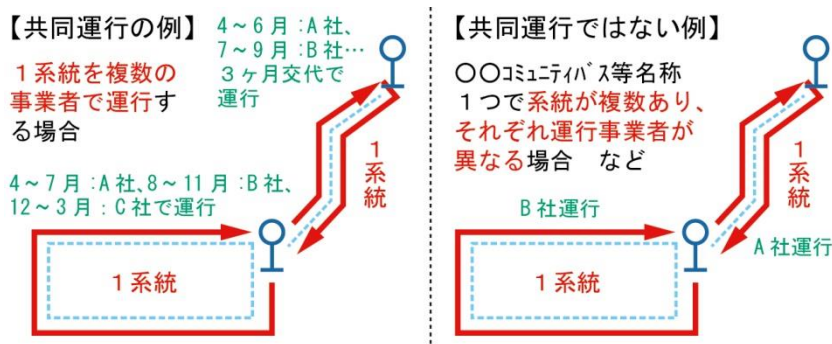 【共同運行の例】
4～6月:A社、
7～9月:B社…
3ヶ月交代で
運行
1系統を複数の
事業者で運行す
る場合
1系統
4～7月:A社、8～11月:B社、
12～3月:C社で運行
1系統
【共同運行ではない例】
〇〇ｺﾐｭﾆﾃｨﾊﾞｽ等名称
1つで系統が複数あり、
それぞれ運行事業者が
異なる場合　など
1系統
B社運行
A社運行
1系統